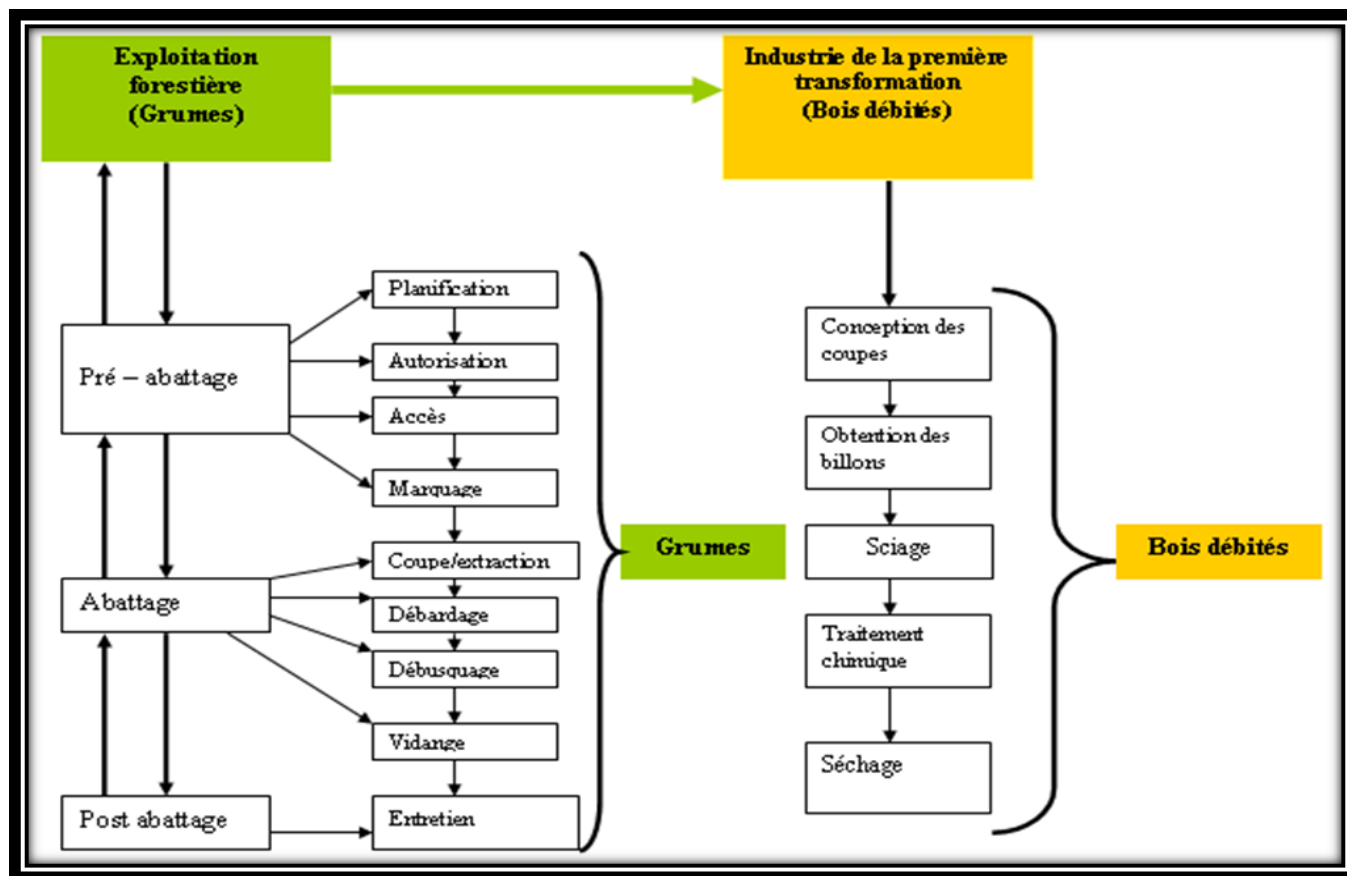 Exploitation
forestière
(Grumes)
Industrie de la première
transformation
(Bois débités)
Pré – abattage
Abattage
Post abattage
Planification
Autorisation
Accès
Marquage
Coupe/extraction
Débardage
Débusquage
Vidange
Entretien
Grumes
Conception des
coupes
Obtention des
billons
Sciage
Traitement
chimique
Séchage
Bois débités